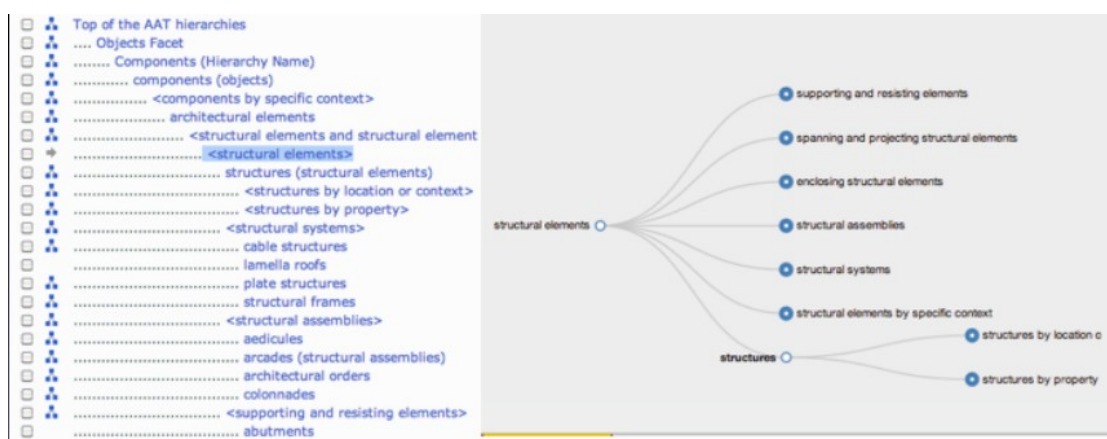 Top of the AAT hierarchies
.... Objects Facet
........ Components (Hierarchy Name)
............ components (objects)
................ <components by specific context>
.................... architectural elements
........................ <structural elements and structural element
............................ <structural elements>
................................ structures (structural elements)
.................................... <structures by location or context>
.................................... <structures by property>
................................ <structural systems>
.................................... cable structures
.................................... lamella roofs
.................................... plate structures
.................................... structural frames
................................ <structural assemblies>
.................................... aedicules
.................................... arcades (structural assemblies)
.................................... architectural orders
.................................... colonnades
................................ <supporting and resisting elements>
.................................... abutments
supporting and resisting elements
spanning and projecting structural elements
enclosing structural elements
structural elements
structural assemblies
structural systems
structural elements by specific context
structures by location o
structures
structures by property